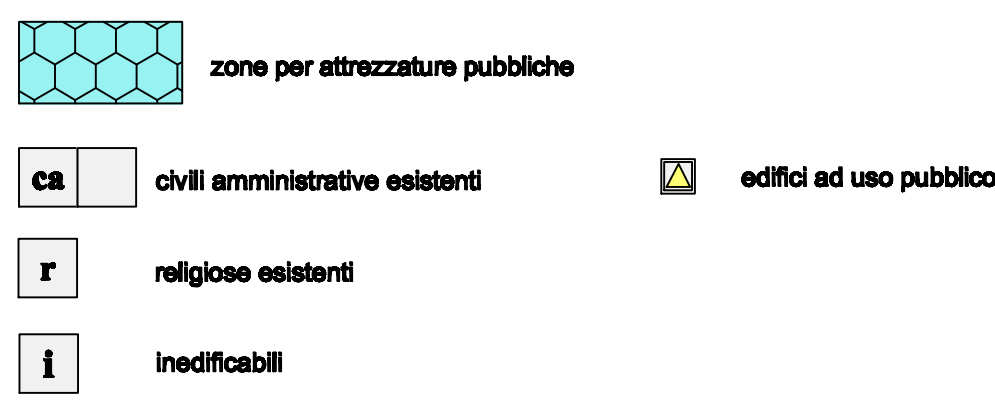 zone per attrezzature pubbliche
ca civili amministrative esistenti
edifici ad uso pubblico
r religiose esistenti
i inedificabili